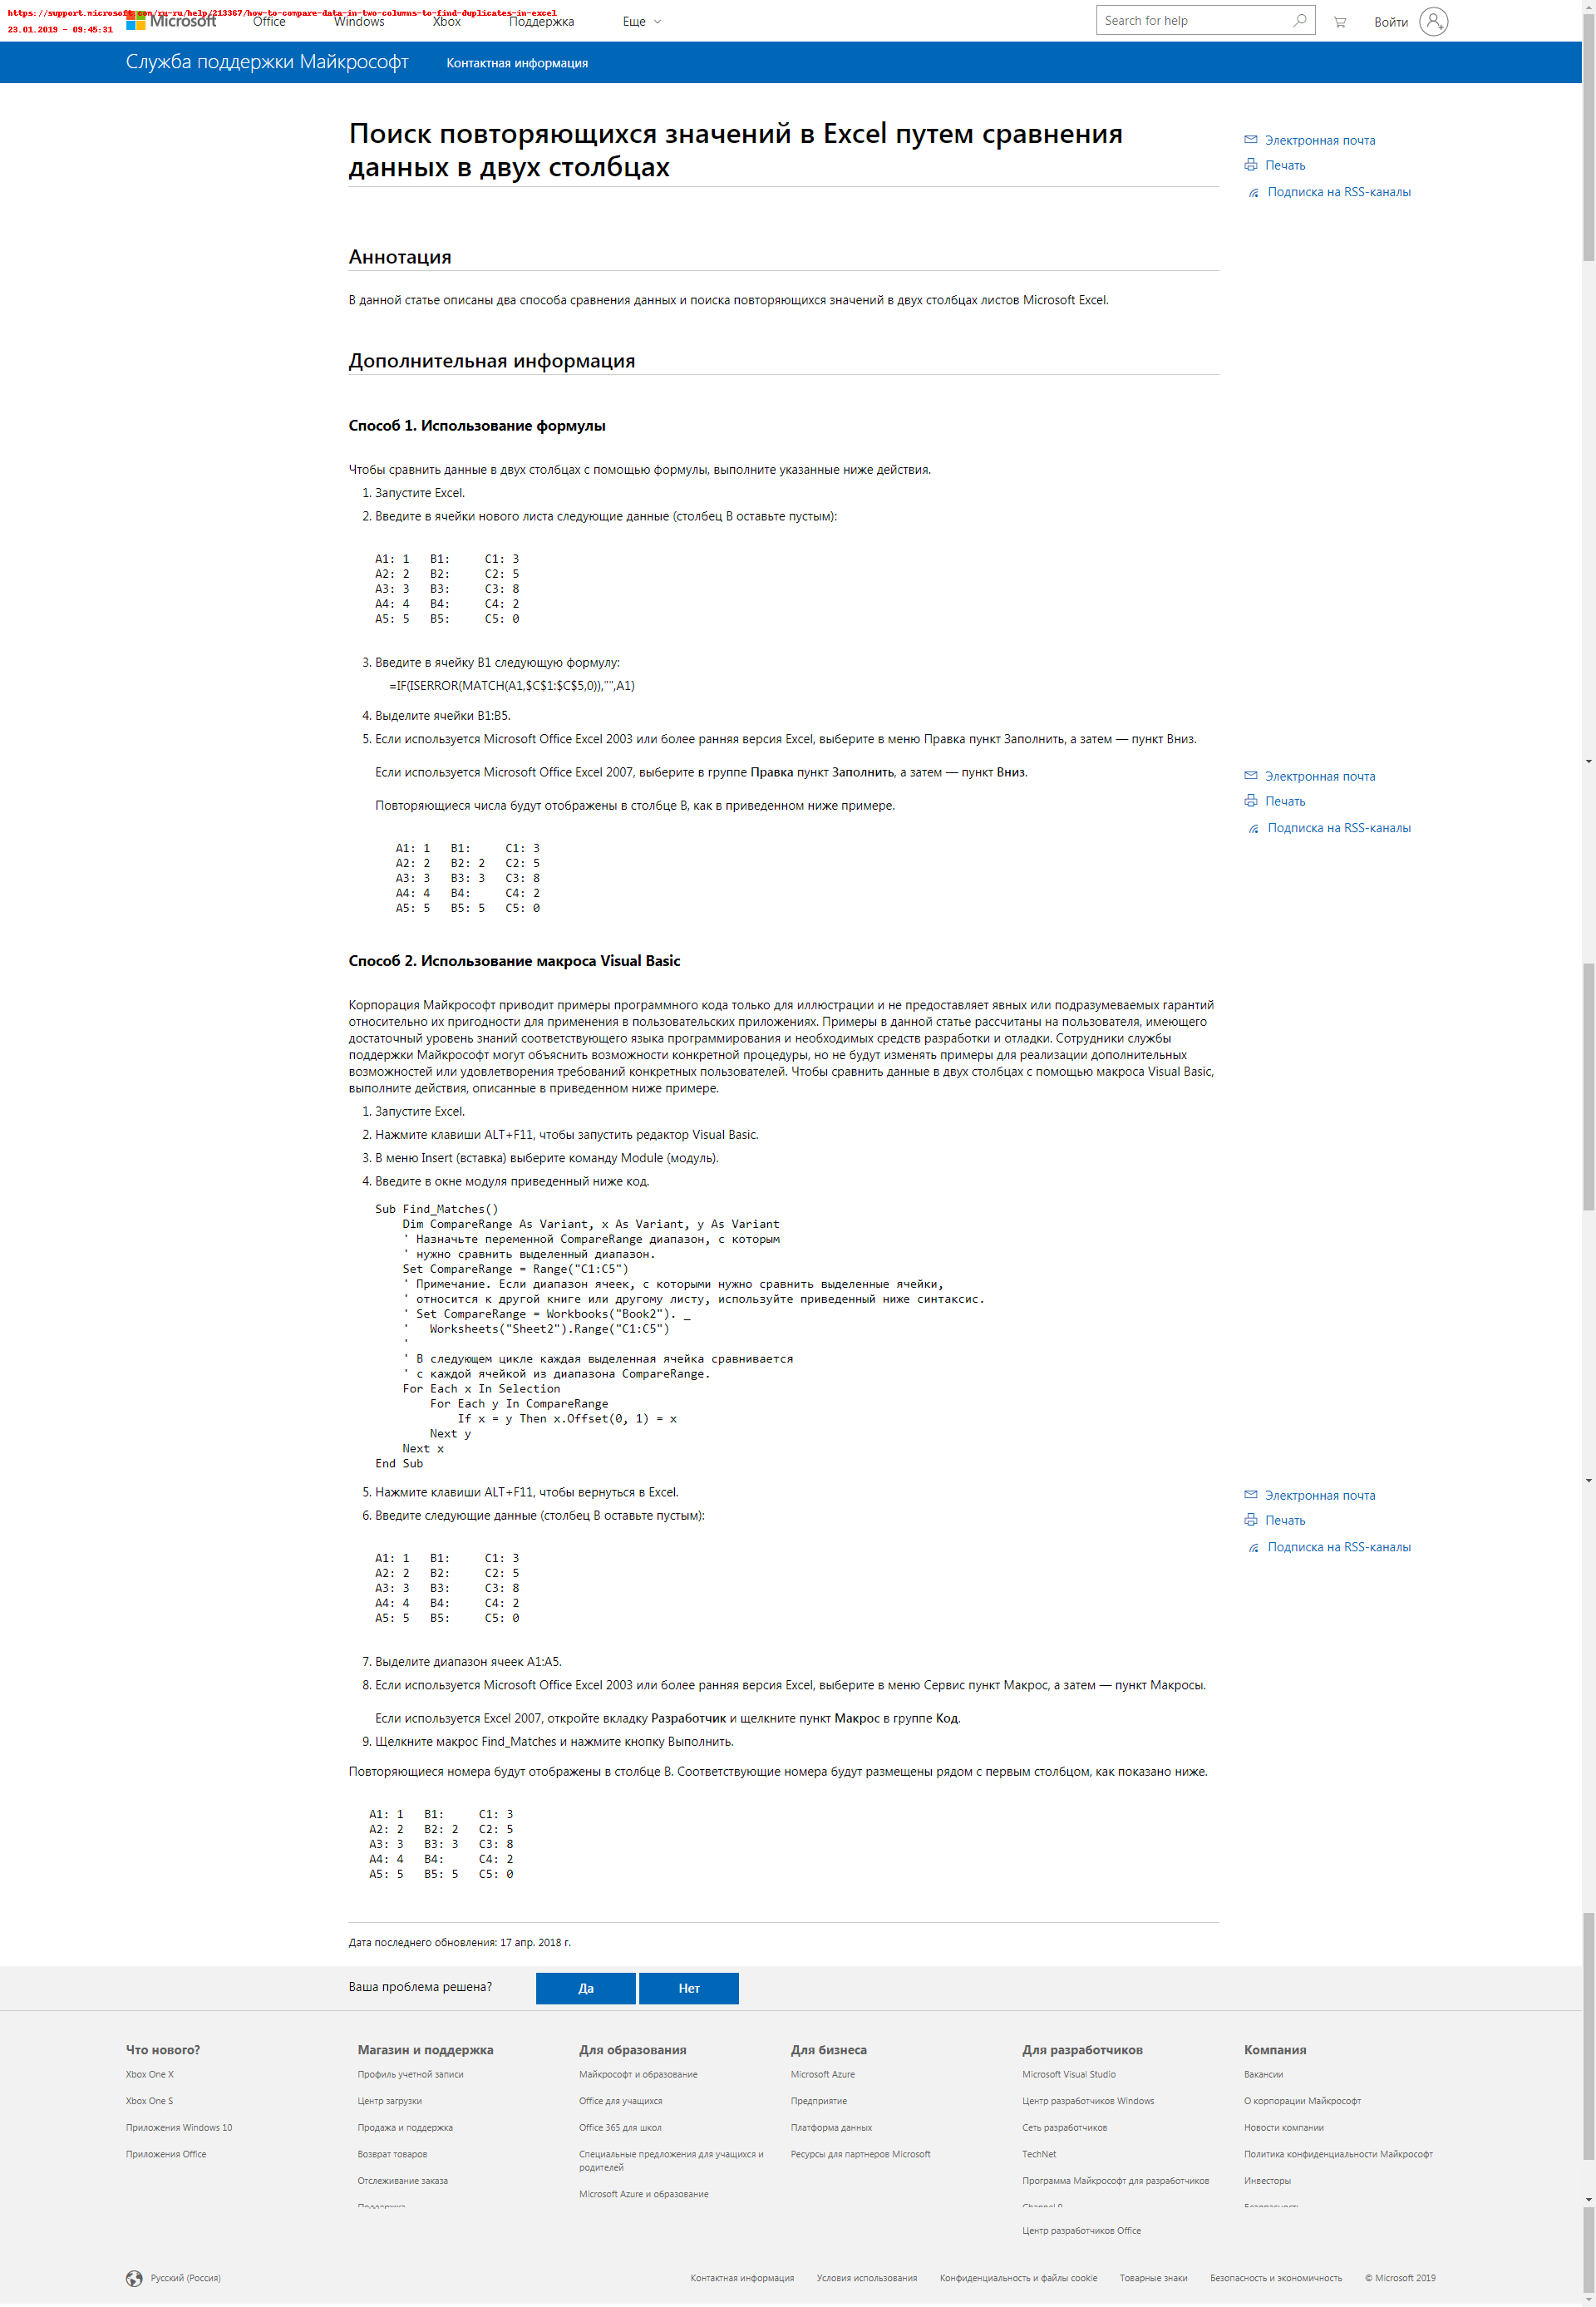 https://support.microsoft.com/ru-ru/help/213367/how-to-compare-data-in-two-columns-to-find-duplicates-in-excel
23.01.2019 - 09:45:31
Microsoft Office Windows Xbox Поддержка Еще Search for help Войти
Служба поддержки Майкрософт Контактная информация
Поиск повторяющихся значений в Excel путем сравнения
данных в двух столбцах
Электронная почта
Печать
Подписка на RSS-каналы
Аннотация
В данной статье описаны два способа сравнения данных и поиска повторяющихся значений в двух столбцах листов Microsoft Excel.
Дополнительная информация
Способ 1. Использование формулы
Чтобы сравнить данные в двух столбцах с помощью формулы, выполните указанные ниже действия.
1. Запустите Excel.
2. Введите в ячейки нового листа следующие данные (столбец B оставьте пустым):
A1: 1   B1:     C1: 3
A2: 2   B2:     C2: 5
A3: 3   B3:     C3: 8
A4: 4   B4:     C4: 2
A5: 5   B5:     C5: 0
3. Введите в ячейку B1 следующую формулу:
=IF(ISERROR(MATCH(A1,$C$1:$C$5,0)),"",A1)
4. Выделите ячейки B1:B5.
5. Если используется Microsoft Office Excel 2003 или более ранняя версия Excel, выберите в меню Правка пункт Заполнить, а затем — пункт Вниз.
Если используется Microsoft Office Excel 2007, выберите в группе Правка пункт Заполнить, а затем — пункт Вниз.
Электронная почта
Печать
Подписка на RSS-каналы
Повторяющиеся числа будут отображены в столбце B, как в приведенном ниже примере.
A1: 1   B1:     C1: 3
A2: 2   B2: 2   C2: 5
A3: 3   B3: 3   C3: 8
A4: 4   B4:     C4: 2
A5: 5   B5: 5   C5: 0
Способ 2. Использование макроса Visual Basic
Корпорация Майкрософт приводит примеры программного кода только для иллюстрации и не предоставляет явных или подразумеваемых гарантий
относительно их пригодности для применения в пользовательских приложениях. Примеры в данной статье рассчитаны на пользователя, имеющего
достаточный уровень знаний соответствующего языка программирования и необходимых средств разработки и отладки. Сотрудники службы
поддержки Майкрософт могут объяснить возможности конкретной процедуры, но не будут изменять примеры для реализации дополнительных
возможностей или удовлетворения требований конкретных пользователей. Чтобы сравнить данные в двух столбцах с помощью макроса Visual Basic,
выполните действия, описанные в приведенном ниже примере.
1. Запустите Excel.
2. Нажмите клавиши ALT+F11, чтобы запустить редактор Visual Basic.
3. В меню Insert (вставка) выберите команду Module (модуль).
4. Введите в окне модуля приведенный ниже код.
Sub Find_Matches()
    Dim CompareRange As Variant, x As Variant, y As Variant
    ' Назначьте переменной CompareRange диапазон, с которым
    ' нужно сравнить выделенный диапазон.
    Set CompareRange = Range("C1:C5")
    ' Примечание. Если диапазон ячеек, с которыми нужно сравнить выделенные ячейки,
    ' относится к другой книге или другому листу, используйте приведенный ниже синтаксис.
    ' Set CompareRange = Workbooks("Book2"). _
    '   Worksheets("Sheet2").Range("C1:C5")
    '
    ' В следующем цикле каждая выделенная ячейка сравнивается
    ' с каждой ячейкой из диапазона CompareRange.
    For Each x In Selection
        For Each y In CompareRange
            If x = y Then x.Offset(0, 1) = x
        Next y
    Next x
End Sub
5. Нажмите клавиши ALT+F11, чтобы вернуться в Excel.
6. Введите следующие данные (столбец B оставьте пустым):
Электронная почта
Печать
Подписка на RSS-каналы
A1: 1   B1:     C1: 3
A2: 2   B2:     C2: 5
A3: 3   B3:     C3: 8
A4: 4   B4:     C4: 2
A5: 5   B5:     C5: 0
7. Выделите диапазон ячеек A1:A5.
8. Если используется Microsoft Office Excel 2003 или более ранняя версия Excel, выберите в меню Сервис пункт Макрос, а затем — пункт Макросы.
Если используется Excel 2007, откройте вкладку Разработчик и щелкните пункт Макрос в группе Код.
9. Щелкните макрос Find_Matches и нажмите кнопку Выполнить.
Повторяющиеся номера будут отображены в столбце B. Соответствующие номера будут размещены рядом с первым столбцом, как показано ниже.
A1: 1   B1:     C1: 3
A2: 2   B2: 2   C2: 5
A3: 3   B3: 3   C3: 8
A4: 4   B4:     C4: 2
A5: 5   B5: 5   C5: 0
Дата последнего обновления: 17 апр. 2018 г.
Ваша проблема решена? Да Нет
Что нового?
Xbox One X
Xbox One S
Приложения Windows 10
Приложения Office
Магазин и поддержка
Профиль учетной записи
Центр загрузки
Продажа и поддержка
Возврат товаров
Отслеживание заказа
Поддержка
Для образования
Майкрософт и образование
Office для учащихся
Office 365 для школ
Специальные предложения для учащихся и
родителей
Microsoft Azure и образование
Для бизнеса
Microsoft Azure
Предприятие
Платформа данных
Ресурсы для партнеров Microsoft
Для разработчиков
Microsoft Visual Studio
Центр разработчиков Windows
Сеть разработчиков
TechNet
Программа Майкрософт для разработчиков
Channel 9
Центр разработчиков Office
Компания
Вакансии
О корпорации Майкрософт
Новости компании
Политика конфиденциальности Майкрософт
Инвесторы
Безопасность
Русский (Россия) Контактная информация Условия использования Конфиденциальность и файлы cookie Товарные знаки Безопасность и экономичность © Microsoft 2019